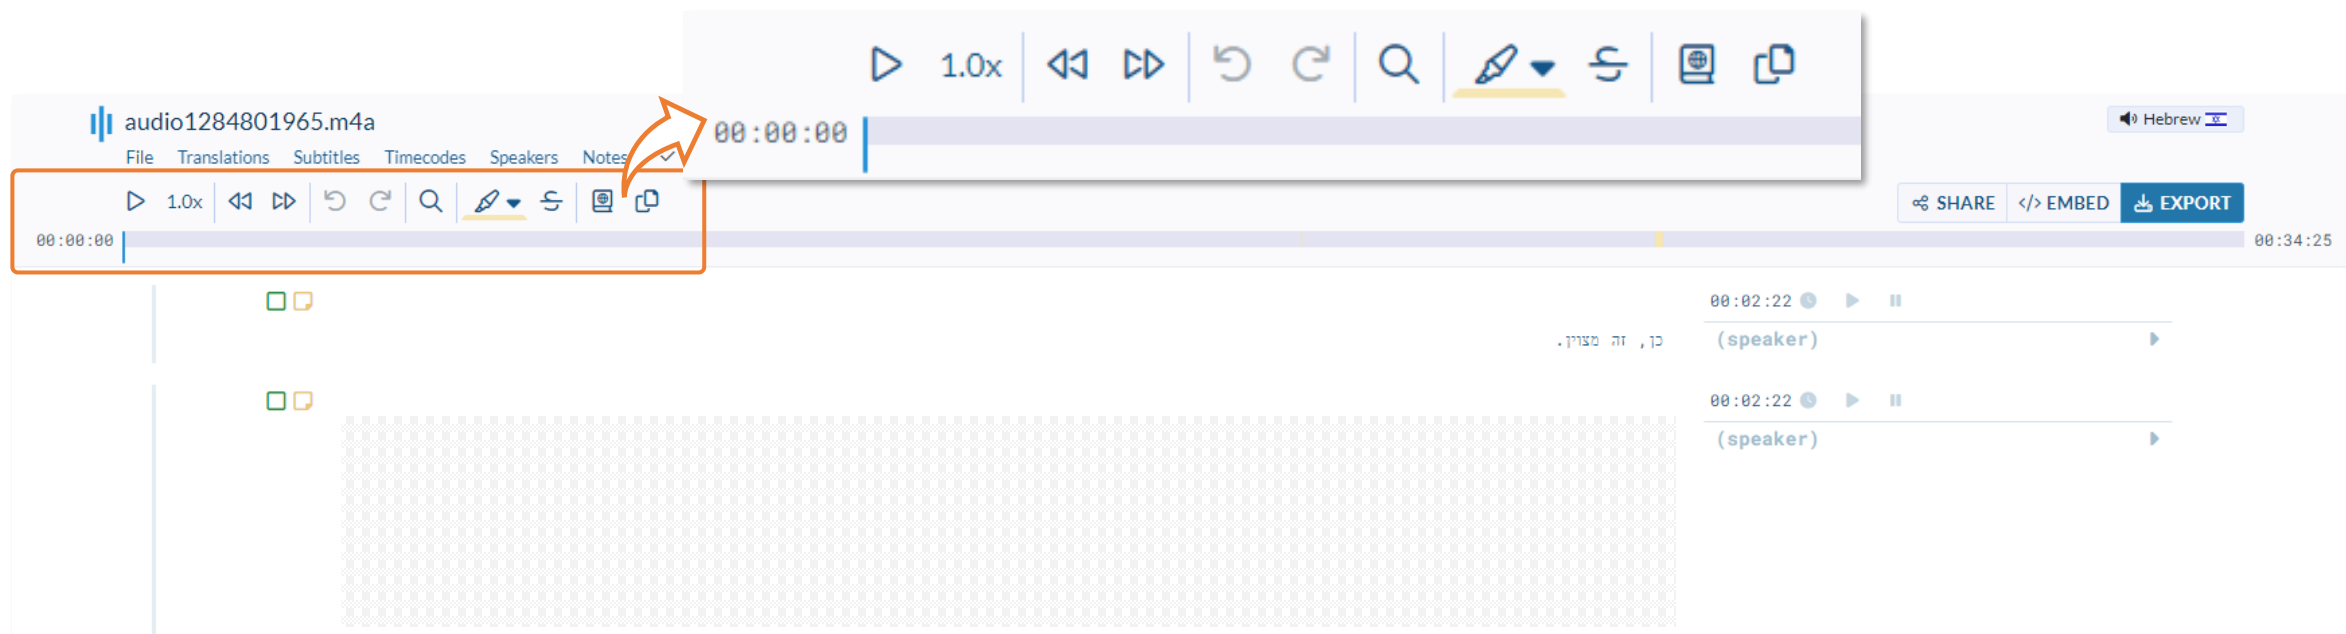 1.0x
00:00:00
audio1284801965.m4a
Hebrew
File Translations Subtitles Timecodes Speakers Notes
1.0x
SHARE </> EMBED EXPORT
00:00:00
00:34:25
00:02:22
כן, זה מצוין.
(speaker)
00:02:22
(speaker)